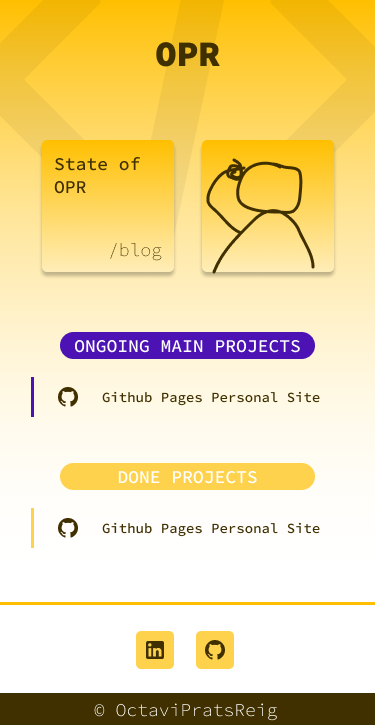 OPR
State of
OPR
/blog
ONGOING MAIN PROJECTS
Github Pages Personal Site
DONE PROJECTS
Github Pages Personal Site
in
© OctaviPratsReig